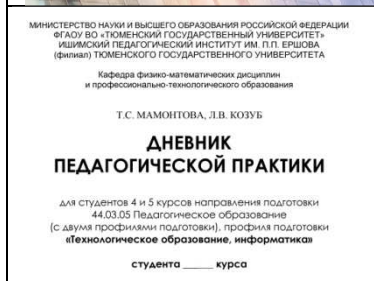 МИНИСТЕРСТВО НАУКИ И ВЫСШЕГО ОБРАЗОВАНИЯ РОССИЙСКОЙ ФЕДЕРАЦИИ
ФГАОУ ВО «ТЮМЕНСКИЙ ГОСУДАРСТВЕННЫЙ УНИВЕРСИТЕТ»
ИШИМСКИЙ ПЕДАГОГИЧЕСКИЙ ИНСТИТУТ ИМ. П.П. ЕРШОВА
(филиал) ТЮМЕНСКОГО ГОСУДАРСТВЕННОГО УНИВЕРСИТЕТА
Кафедра физико-математических дисциплин
и профессионально-технологического образования
Т.С. МАМОНТОВА, Л.В. КОЗУБ
ДНЕВНИК
ПЕДАГОГИЧЕСКОЙ ПРАКТИКИ
для студентов 4 и 5 курсов направления подготовки
44.03.05 Педагогическое образование
(с двумя профилями подготовки), профиля подготовки
«Технологическое образование, информатика»
студента _____ курса